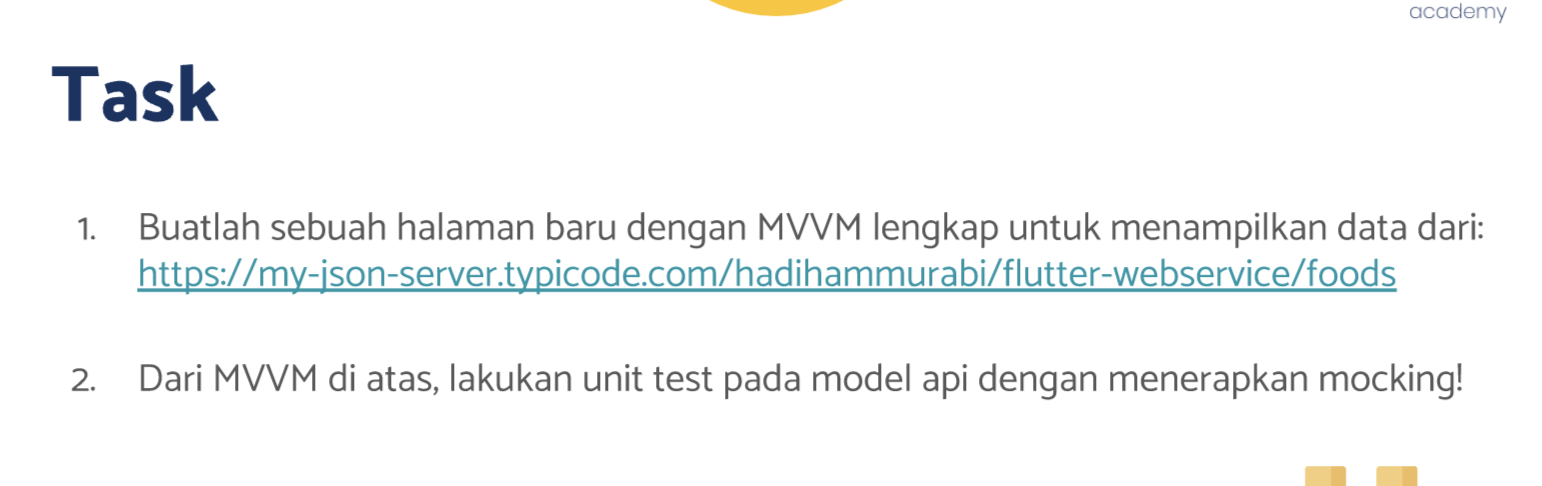 academy
Task
1. Buatlah sebuah halaman baru dengan MVVM lengkap untuk menampilkan data dari:
https://my-json-server.typicode.com/hadihammurabi/flutter-webservice/foods
2. Dari MVVM di atas, lakukan unit test pada model api dengan menerapkan mocking!